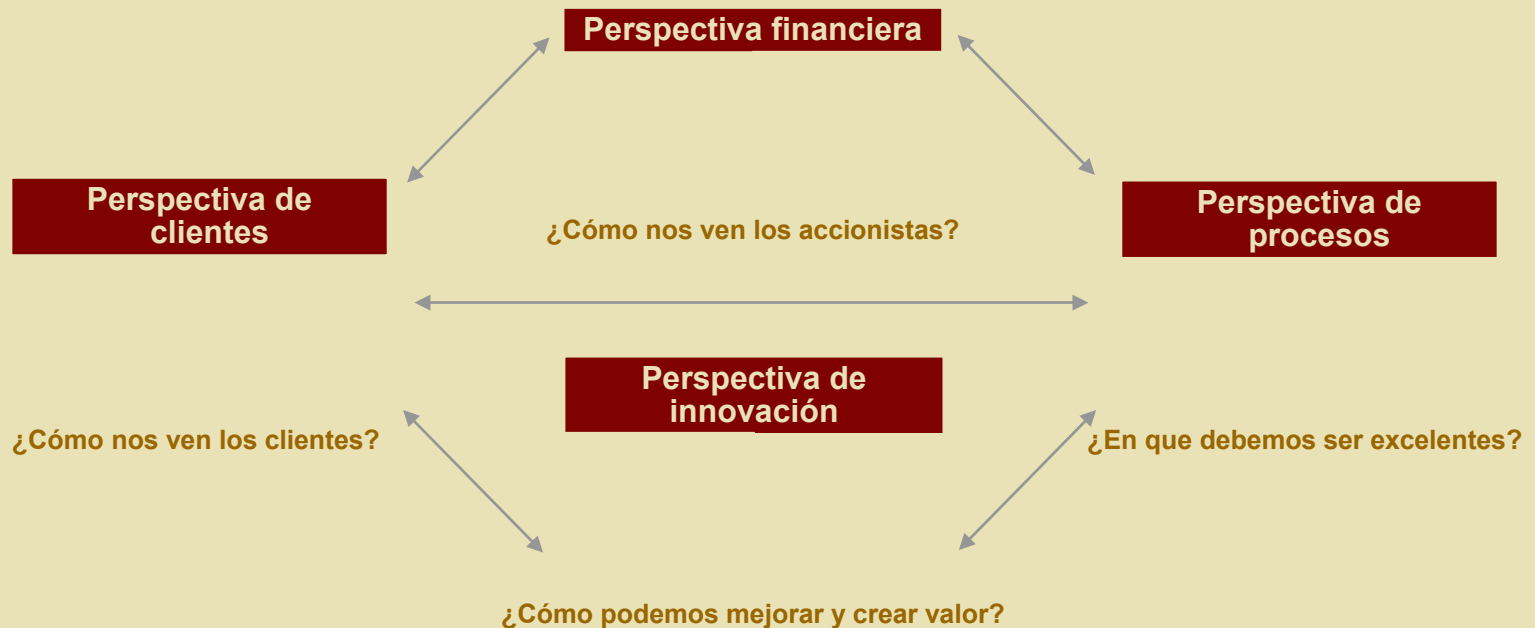 Perspectiva financiera
Perspectiva de
clientes
Perspectiva de
procesos
¿Cómo nos ven los accionistas?
Perspectiva de
innovación
¿Cómo nos ven los clientes?
¿En que debemos ser excelentes?
¿Cómo podemos mejorar y crear valor?